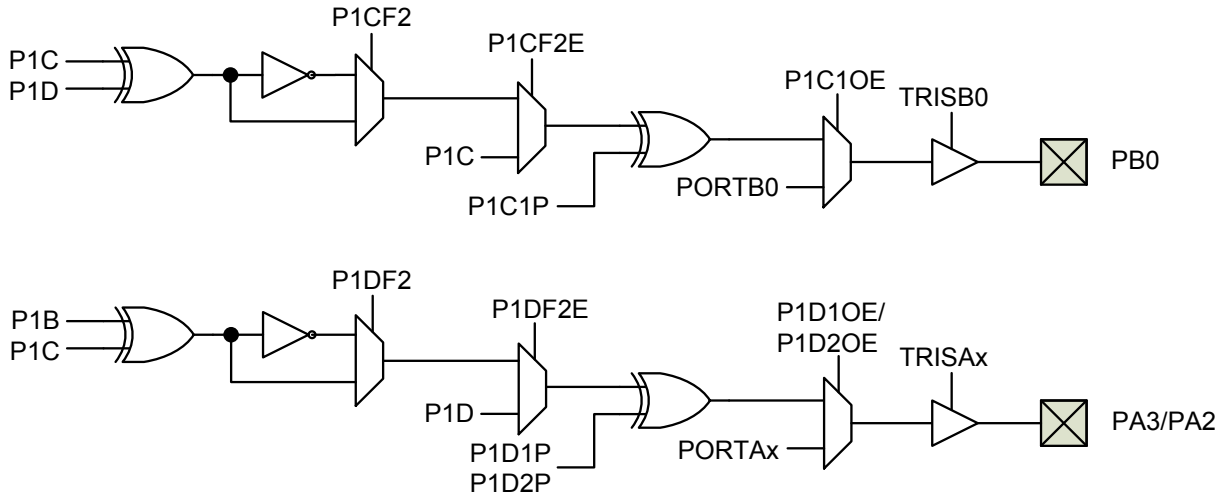 P1CF2
P1CF2E
P1C
P1D
P1C1OE
TRISB0
P1C
PORTB0
PB0
P1C1P
P1DF2
P1DF2E
P1D1OE/
P1D2OE
P1B
P1C
TRISAx
P1D
PORTAx
PA3/PA2
P1D1P
P1D2P